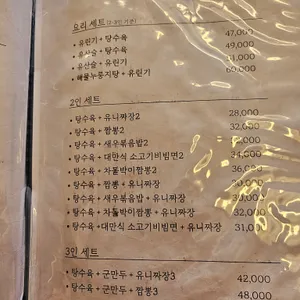 요리 세트 (2-3인 기준)
• 유린기 + 탕수육 47,000
• 유산슬 + 탕수육 49,000
• 유산슬 + 유린기
• 해물누룽지탕 + 유린기 60,000
2인 세트
• 탕수육 + 유니짜장2 28,000
• 탕수육 + 짬뽕2 32,000
• 탕수육 + 새우볶음밥2
• 탕수육 + 대만식 소고기비빔면2
• 탕수육 + 차돌박이짬뽕2 36,000
• 탕수육 + 짬뽕 + 유니짜장 30,000
• 탕수육 + 새우볶음밥 + 유니짜장
• 탕수육 + 차돌박이짬뽕 + 유니짜장 32,000
• 탕수육 + 대만식 소고기비빔면 + 유니짜장 31,000
3인 세트
• 탕수육 + 군만두 + 유니짜장3 42,000
• 탕수육 + 군만두 + 짬뽕3 48,000